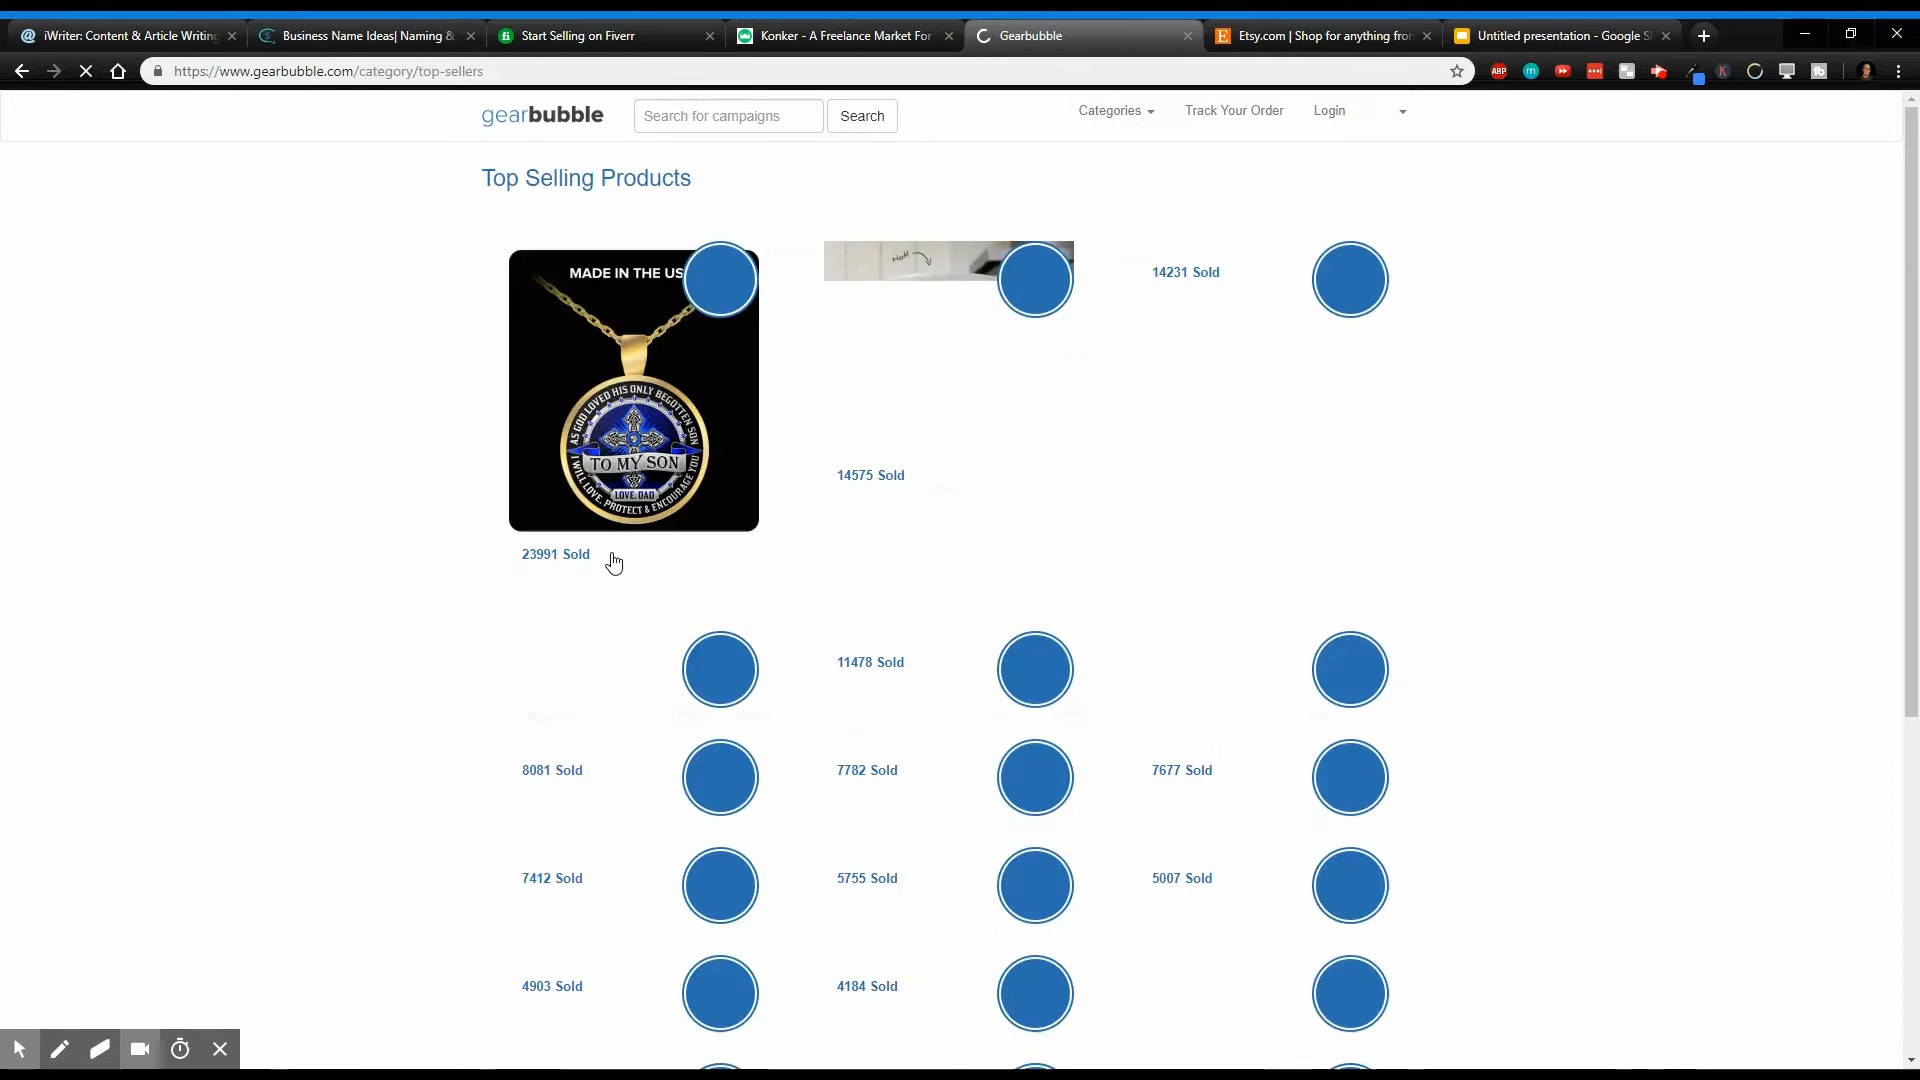 iWriter: Content & Article Writing
Business Name Ideas| Naming &
Start Selling on Fiverr
Konker - A Freelance Market For
Gearbubble
Etsy.com | Shop for anything from
Untitled presentation - Google S
https://www.gearbubble.com/category/top-sellers
ABP
gearbubble
Search for campaigns
Search
Categories
Track Your Order
Login
Top Selling Products
MADE IN THE US
AS GOD LOVED HIS ONLY BEGOTTEN SON
TO MY SON
LOVE, DAD
I WILL LOVE, PROTECT & ENCOURAGE YOU
HoH
14231 Sold
14575 Sold
23991 Sold
11478 Sold
8081 Sold
7782 Sold
7677 Sold
7412 Sold
5755 Sold
5007 Sold
4903 Sold
4184 Sold